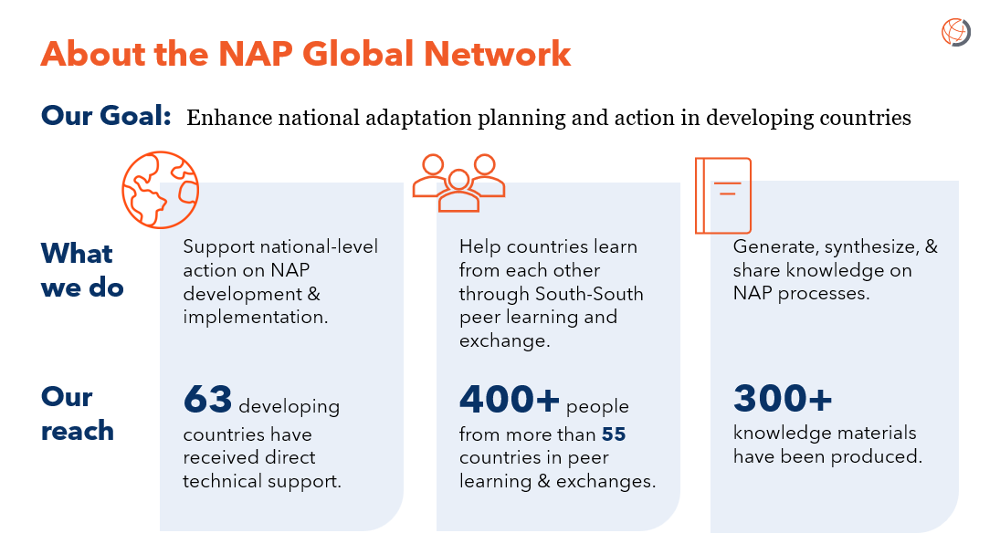 About the NAP Global Network
Our Goal: Enhance national adaptation planning and action in developing countries
What
we do
Support national-level
action on NAP
development &
implementation.
Help countries learn
from each other
through South-South
peer learning and
exchange.
Generate, synthesize, &
share knowledge on
NAP processes.
Our
reach
63 developing
countries have
received direct
technical support.
400+ people
from more than 55
countries in peer
learning & exchanges.
300+
knowledge materials
have been produced.